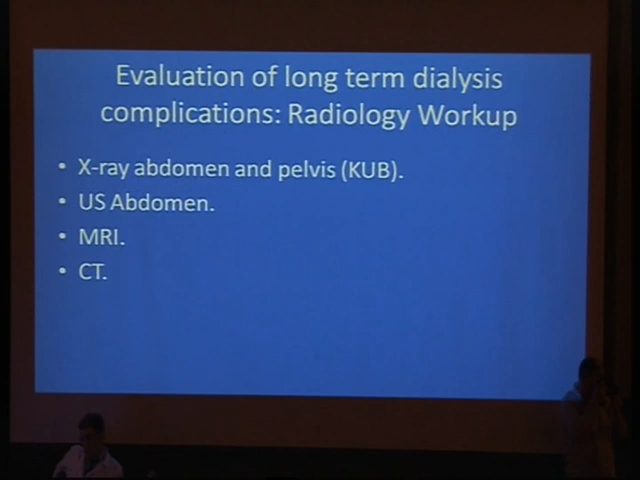 Evaluation of long term dialysis
complications: Radiology Workup
• X-ray abdomen and pelvis (KUB).
• US Abdomen.
• MRI.
• CT.